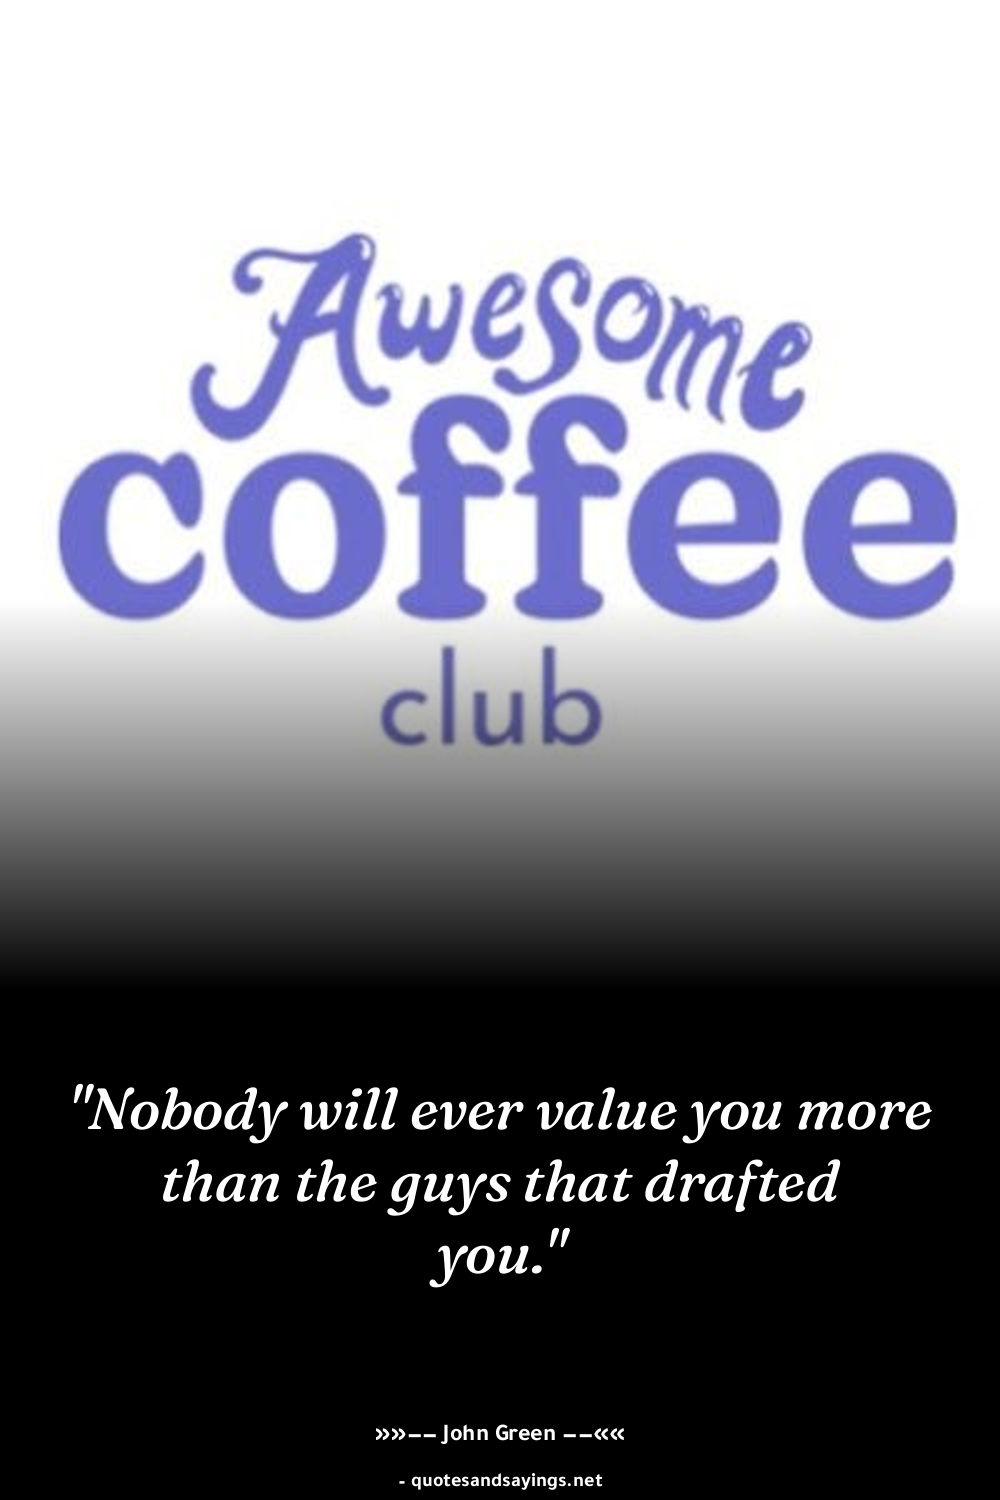 Awesome
coffee
club
"Nobody will ever value you more
than the guys that drafted
you."
»»—— John Green ——««
- quotesandsayings.net